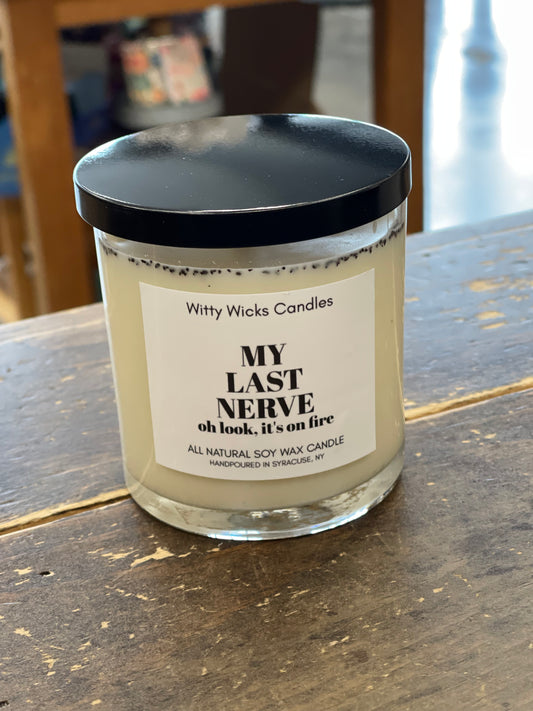 Witty Wicks Candles
MY
LAST
NERVE
oh look, it's on fire
ALL NATURAL SOY WAX CANDLE
HANDPOURED IN SYRACUSE, NY